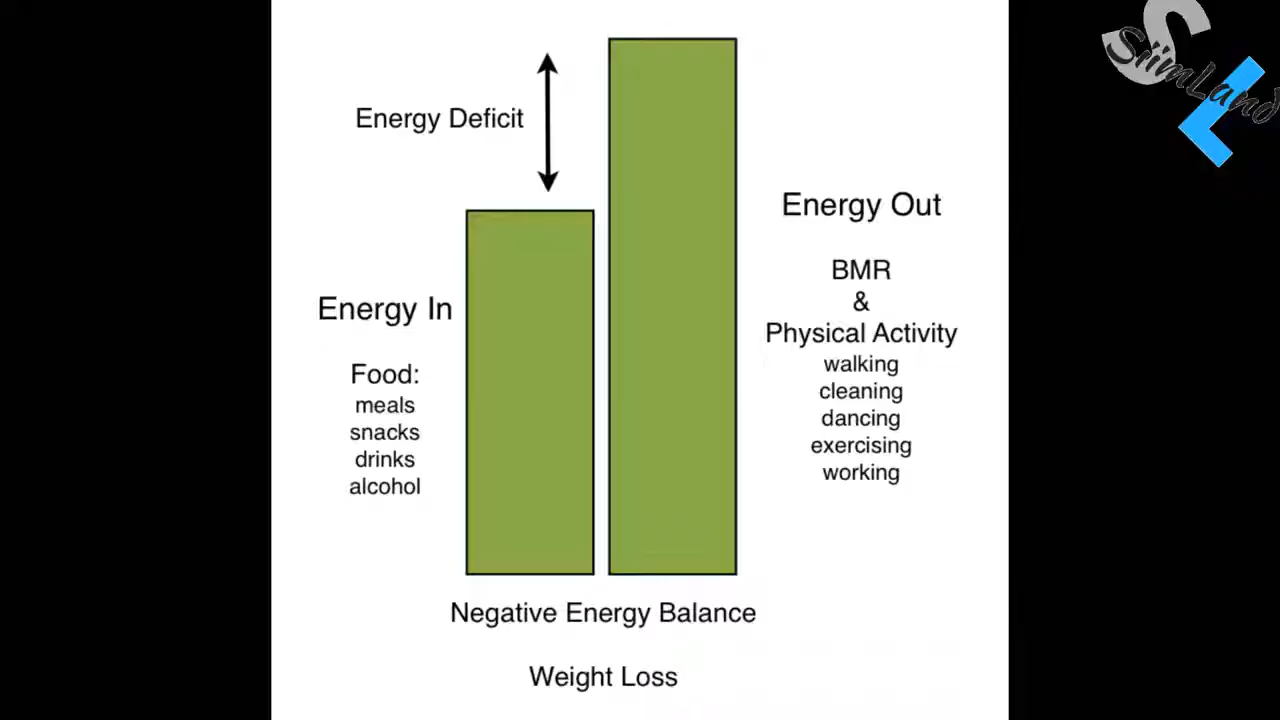 SiimLand
Energy Deficit
Energy In
Food:
meals
snacks
drinks
alcohol
Energy Out
BMR
&
Physical Activity
walking
cleaning
dancing
exercising
working
Negative Energy Balance
Weight Loss